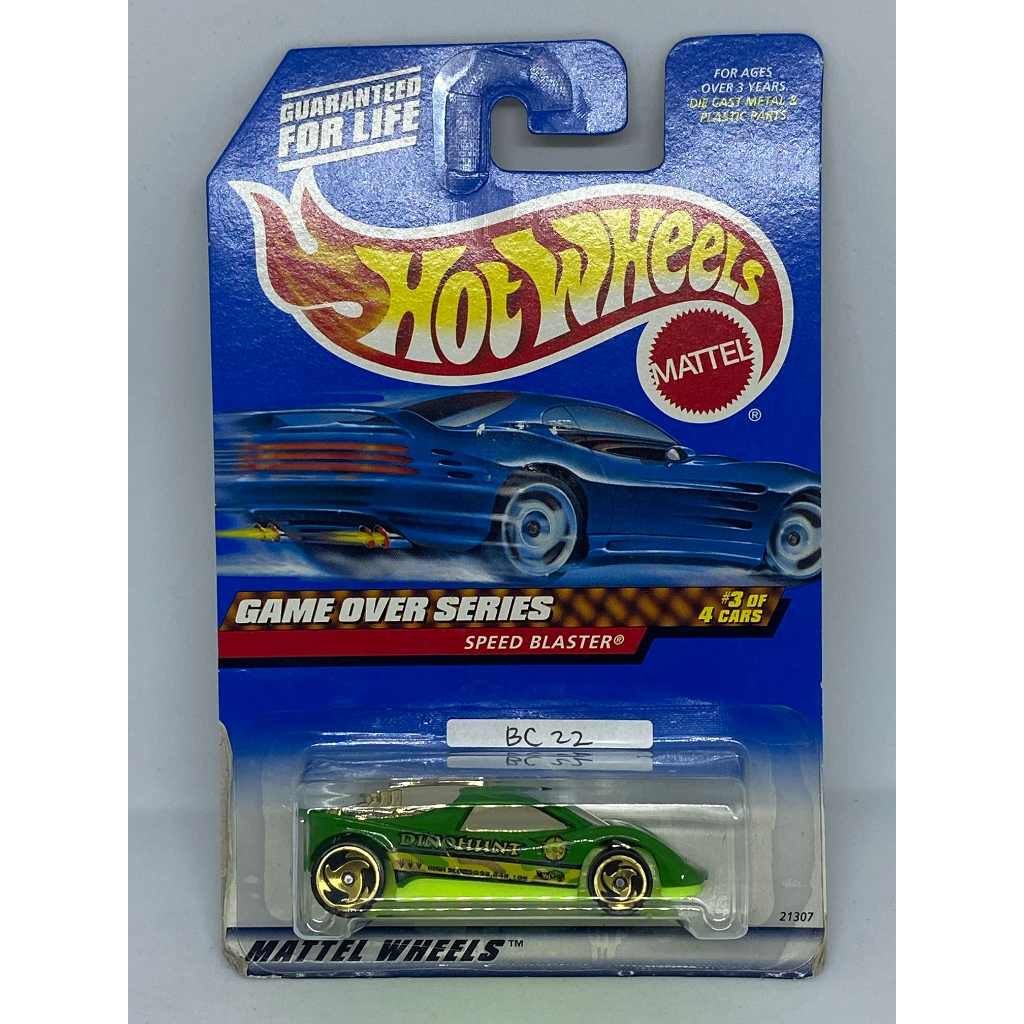 GUARANTEED
FOR LIFE
FOR AGES
OVER 3 YEARS
DIE CAST METAL &
PLASTIC PARTS
HOT WHEELS
MATTEL
®
GAME OVER SERIES
#3 OF
4 CARS
SPEED BLASTER®
BC 22
DINOHUNT
21307
MATTEL WHEELS™